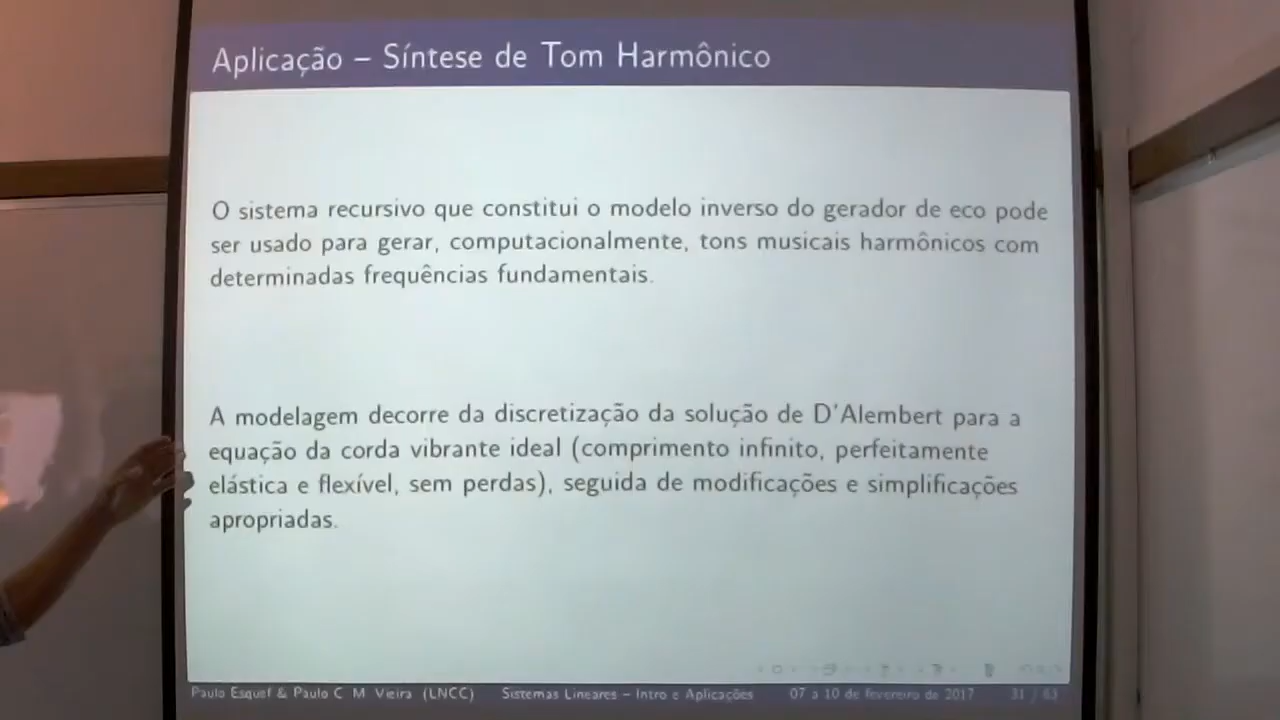 Aplicação – Síntese de Tom Harmônico
O sistema recursivo que constitui o modelo inverso do gerador de eco pode
ser usado para gerar, computacionalmente, tons musicais harmônicos com
determinadas frequências fundamentais.
A modelagem decorre da discretização da solução de D'Alembert para a
equação da corda vibrante ideal (comprimento infinito, perfeitamente
elástica e flexível, sem perdas), seguida de modificações e simplificações
apropriadas.
Paulo Esquef & Paulo C. M. Vieira (LNCC) Sistemas Lineares – Intro e Aplicações 07 a 10 de fevereiro de 2017 31 / 63